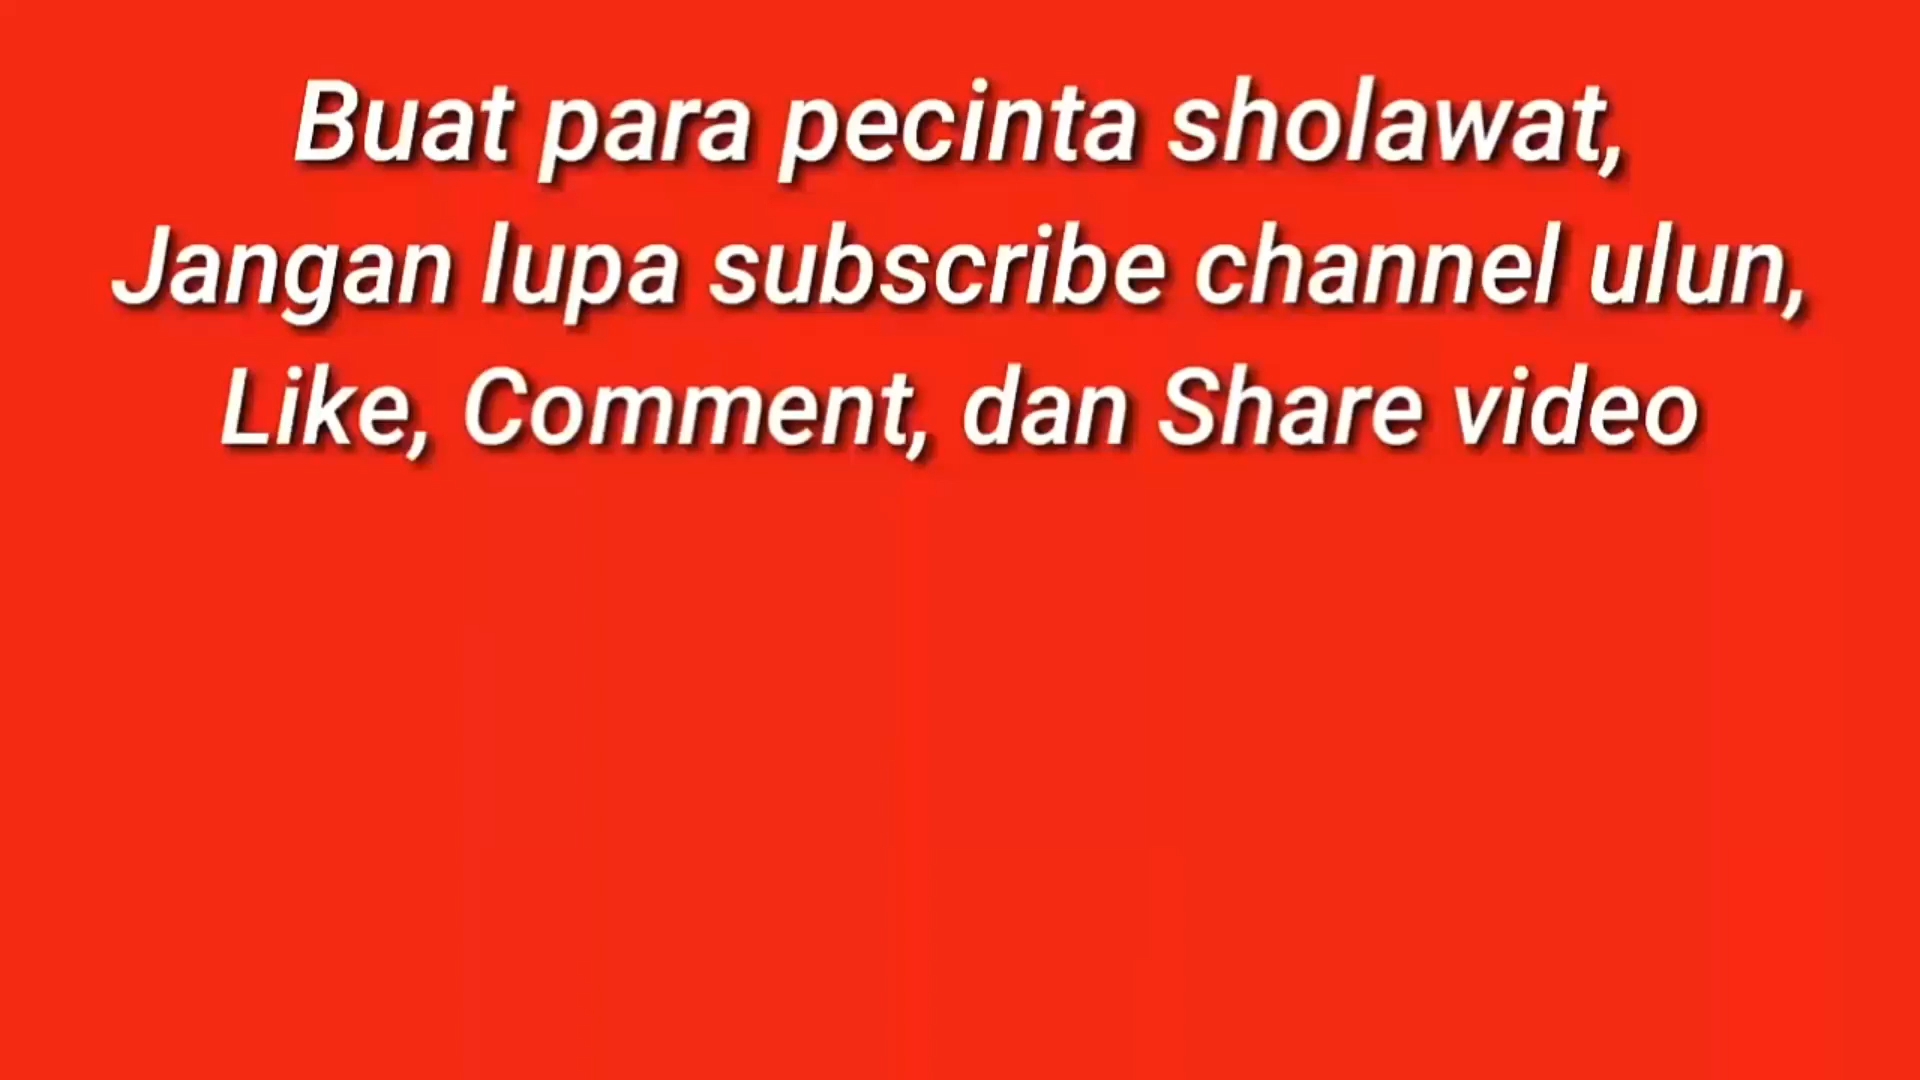 Buat para pecinta sholawat,
Jangan lupa subscribe channel ulun,
Like, Comment, dan Share video